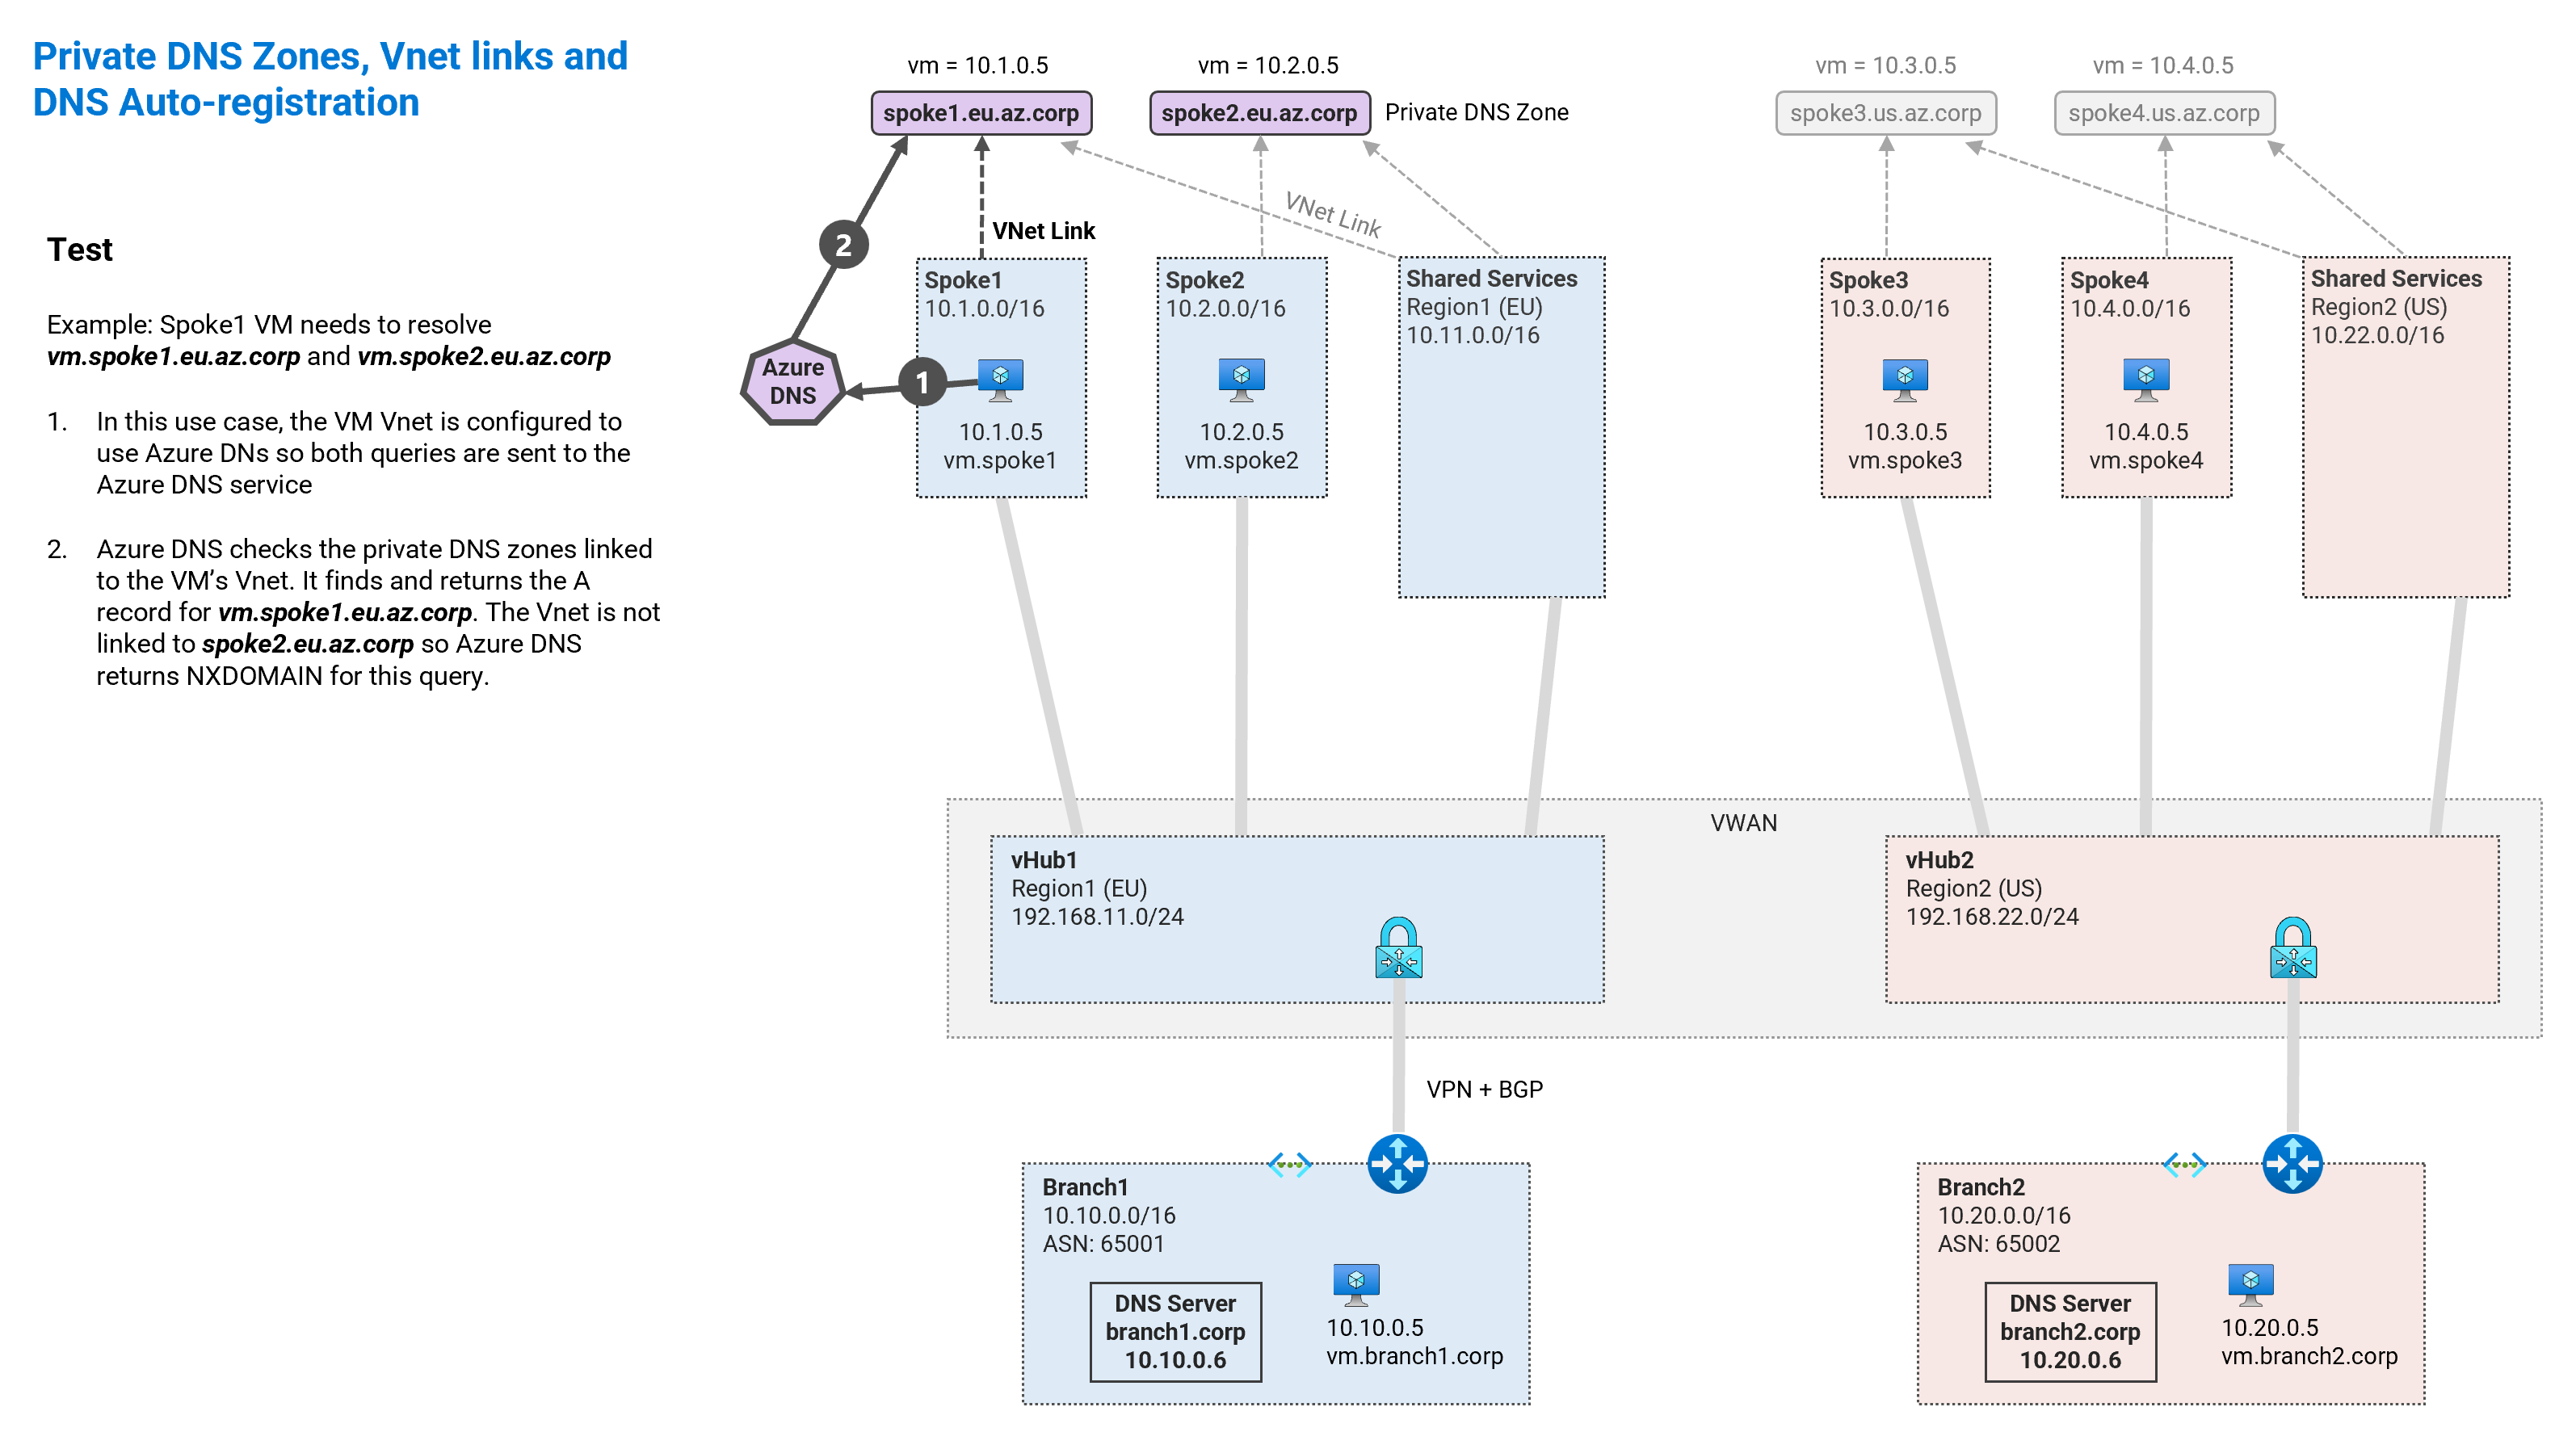 Private DNS Zones, Vnet links and
DNS Auto-registration
Test
Example: Spoke1 VM needs to resolve
vm.spoke1.eu.az.corp and vm.spoke2.eu.az.corp
1. In this use case, the VM Vnet is configured to
use Azure DNs so both queries are sent to the
Azure DNS service
2. Azure DNS checks the private DNS zones linked
to the VM’s Vnet. It finds and returns the A
record for vm.spoke1.eu.az.corp. The Vnet is not
linked to spoke2.eu.az.corp so Azure DNS
returns NXDOMAIN for this query.
vm = 10.1.0.5
spoke1.eu.az.corp
vm = 10.2.0.5
spoke2.eu.az.corp
Private DNS Zone
vm = 10.3.0.5
spoke3.us.az.corp
vm = 10.4.0.5
spoke4.us.az.corp
2
VNet Link
VNet Link
Azure
DNS
1
Spoke1
10.1.0.0/16
10.1.0.5
vm.spoke1
Spoke2
10.2.0.0/16
10.2.0.5
vm.spoke2
Shared Services
Region1 (EU)
10.11.0.0/16
Spoke3
10.3.0.0/16
10.3.0.5
vm.spoke3
Spoke4
10.4.0.0/16
10.4.0.5
vm.spoke4
Shared Services
Region2 (US)
10.22.0.0/16
VWAN
vHub1
Region1 (EU)
192.168.11.0/24
vHub2
Region2 (US)
192.168.22.0/24
VPN + BGP
Branch1
10.10.0.0/16
ASN: 65001
DNS Server
branch1.corp
10.10.0.6
10.10.0.5
vm.branch1.corp
Branch2
10.20.0.0/16
ASN: 65002
DNS Server
branch2.corp
10.20.0.6
10.20.0.5
vm.branch2.corp